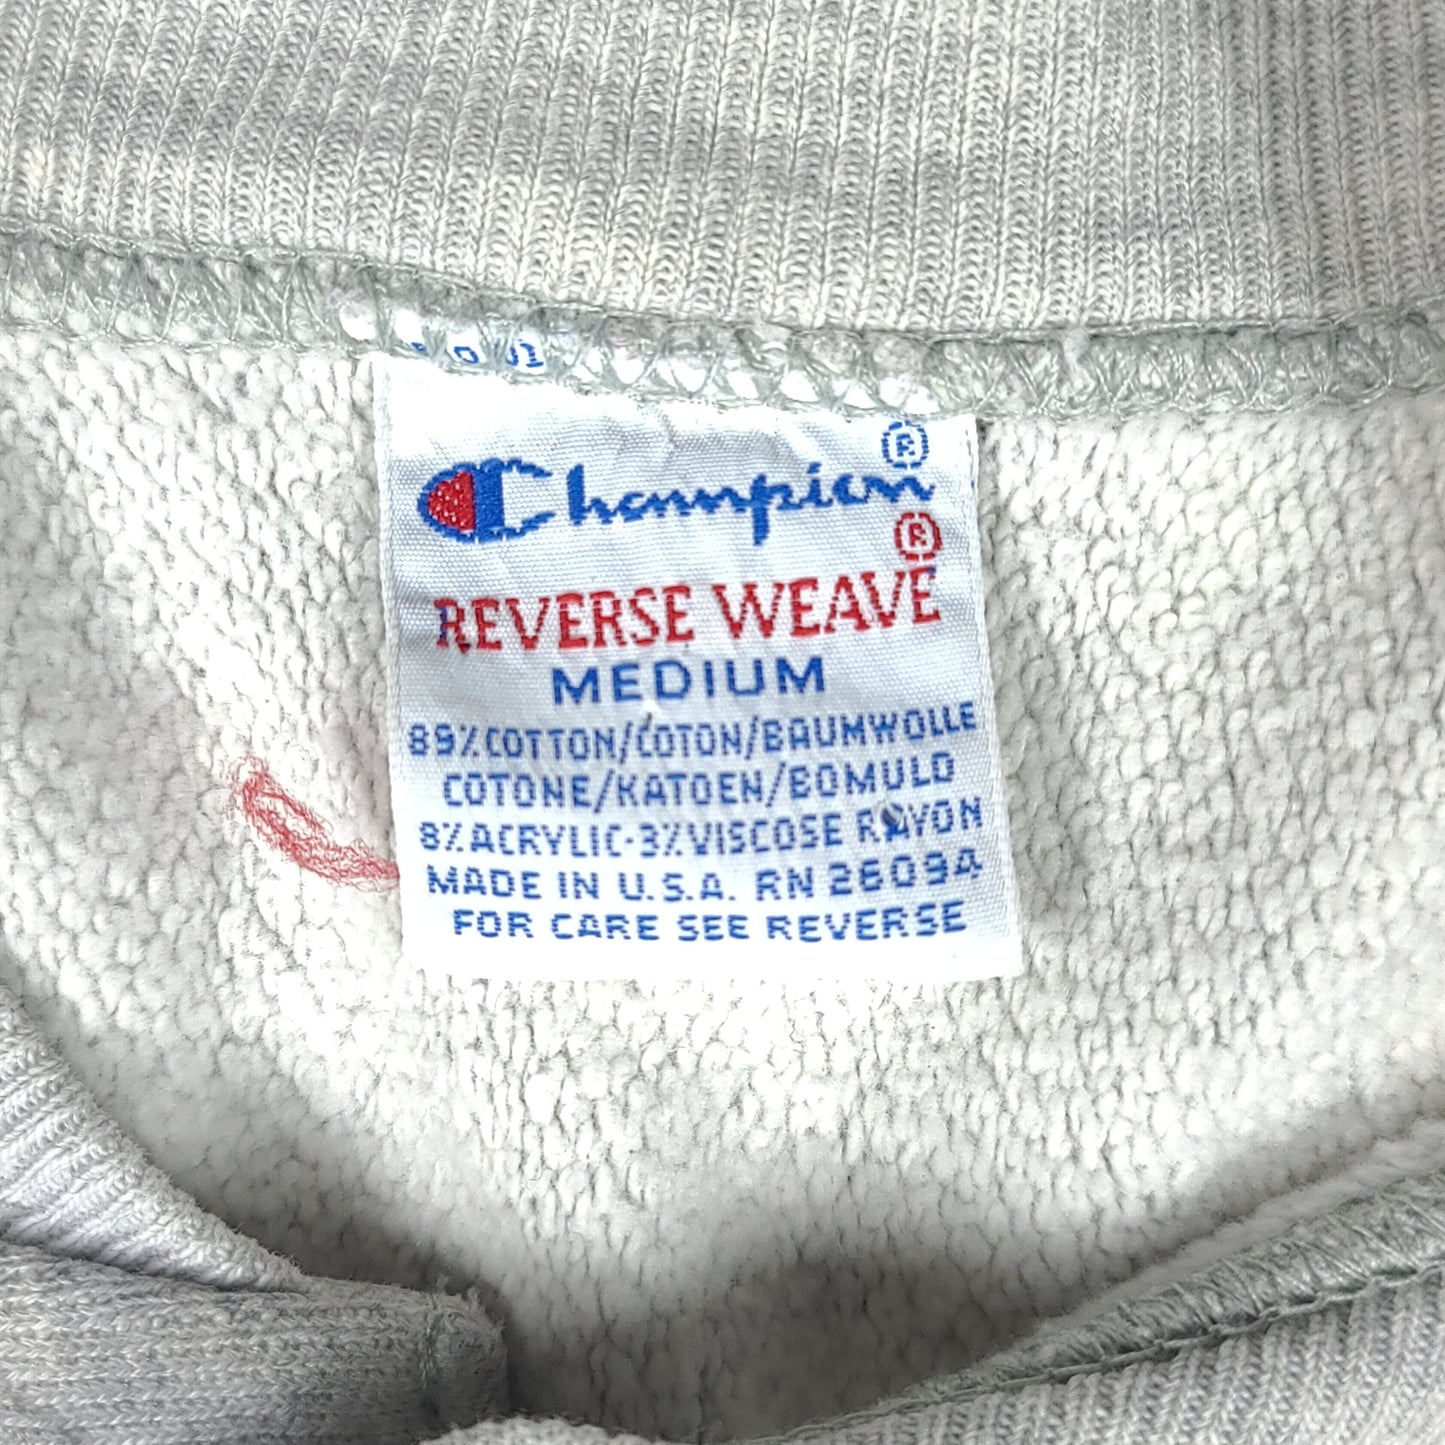 Champion®
®
REVERSE WEAVE
MEDIUM
89% COTTON/COTON/BAUMWOLLE
COTONE/KATOEN/BOMULD
8% ACRYLIC-3% VISCOSE RAYON
MADE IN U.S.A. RN 26094
FOR CARE SEE REVERSE